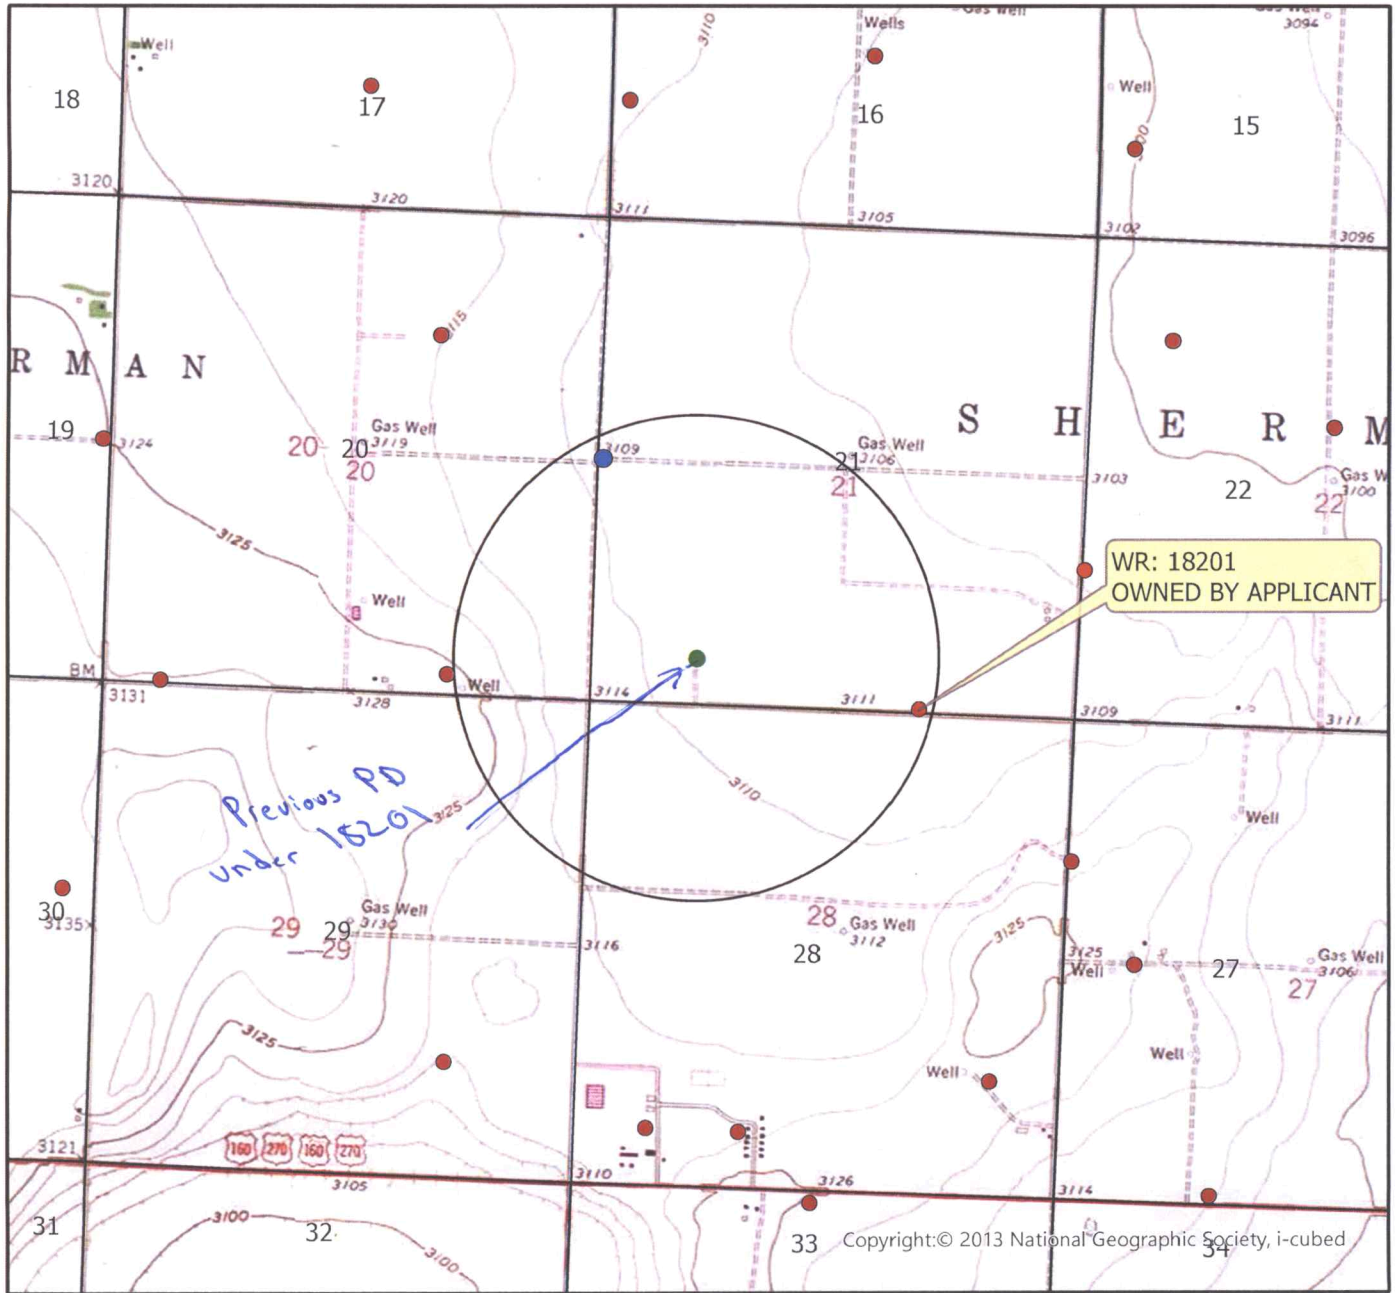 Well
3110
Wells
3094
18
17
16
Well
15
3120
3120
3111
3105
3102
3096
R M A N
S H E R M
19
3124
20
20
20
Gas Well
3119
3109
Gas Well
21
3106
21
3103
22
Gas W
3100
22
3125
Well
WR: 18201
OWNED BY APPLICANT
BM
3131
3128
Well
3114
3111
3109
3111
3110
Previous PD
under 18201
3125
Well
30
3135
29
29
29
Gas Well
3130
3116
28
Gas Well
3112
28
3125
3125
Well
27
Gas Well
3106
27
3125
Well
Well
160 270 160 270
3121
3105
3110
3126
3114
31
3100
32
3100
33
34
Copyright:© 2013 National Geographic Society, i-cubed